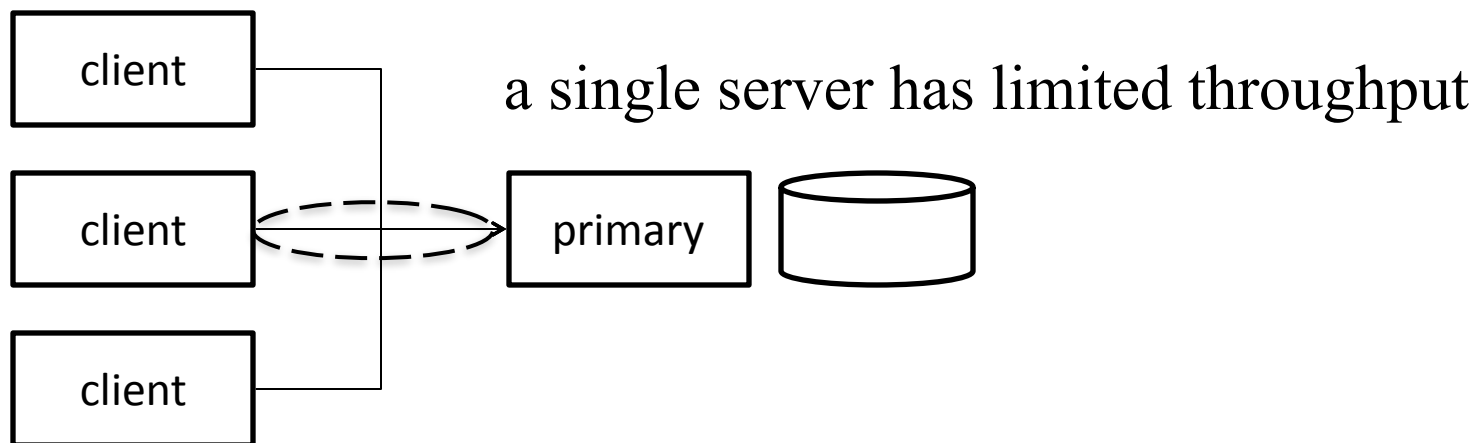 client
a single server has limited throughput
client
primary
client